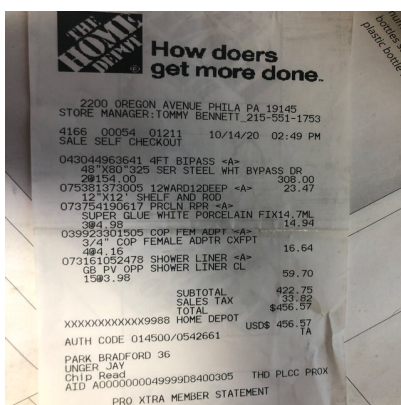 THE
HOME
DEPOT
How doers
get more done.
2200 OREGON AVENUE PHILA PA 19145
STORE MANAGER:TOMMY BENNETT 215-551-1753
4166 00054 01211 10/14/20 02:49 PM
SALE SELF CHECKOUT
043044963641 4FT BIPASS <A>
48"X80"325 SER STEEL WHT BYPASS DR
2@154.00 308.00
075381373005 12WARD12DEEP <A> 23.47
12"X12' SHELF AND ROD
073754190617 PRCLN RPR <A>
SUPER GLUE WHITE PORCELAIN FIX14.7ML
3@4.98 14.94
039923301505 COP FEM ADPT <A>
3/4" COP FEMALE ADPTR CXFPT
4@4.16 16.64
073161052478 SHOWER LINER <A>
GB PV OPP SHOWER LINER CL
15@3.98 59.70
SUBTOTAL 422.75
SALES TAX 33.82
TOTAL $456.57
XXXXXXXXXXXX9988 HOME DEPOT
USD$ 456.57
AUTH CODE 014500/0542661 TA
PARK BRADFORD 36
UNGER JAY
Chip Read
AID A0000000049999D8400305 THD PLCC PROX
PRO XTRA MEMBER STATEMENT
bottles
plastic bottle